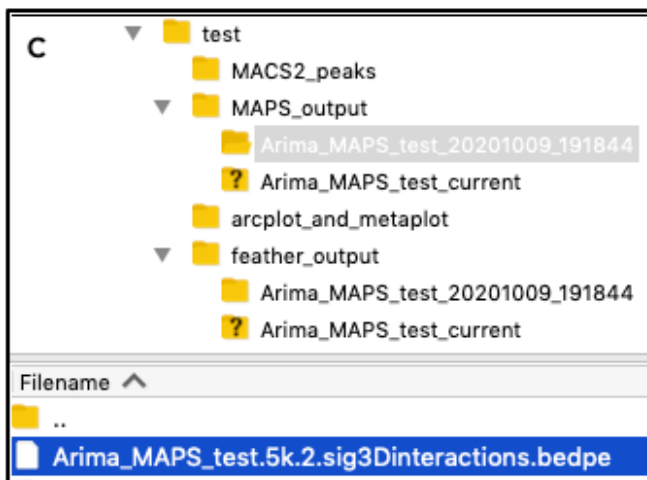 C
test
MACS2_peaks
MAPS_output
Arima_MAPS_test_20201009_191844
? Arima_MAPS_test_current
arcplot_and_metaplot
feather_output
Arima_MAPS_test_20201009_191844
? Arima_MAPS_test_current
Filename
..
Arima_MAPS_test.5k.2.sig3Dinteractions.bedpe